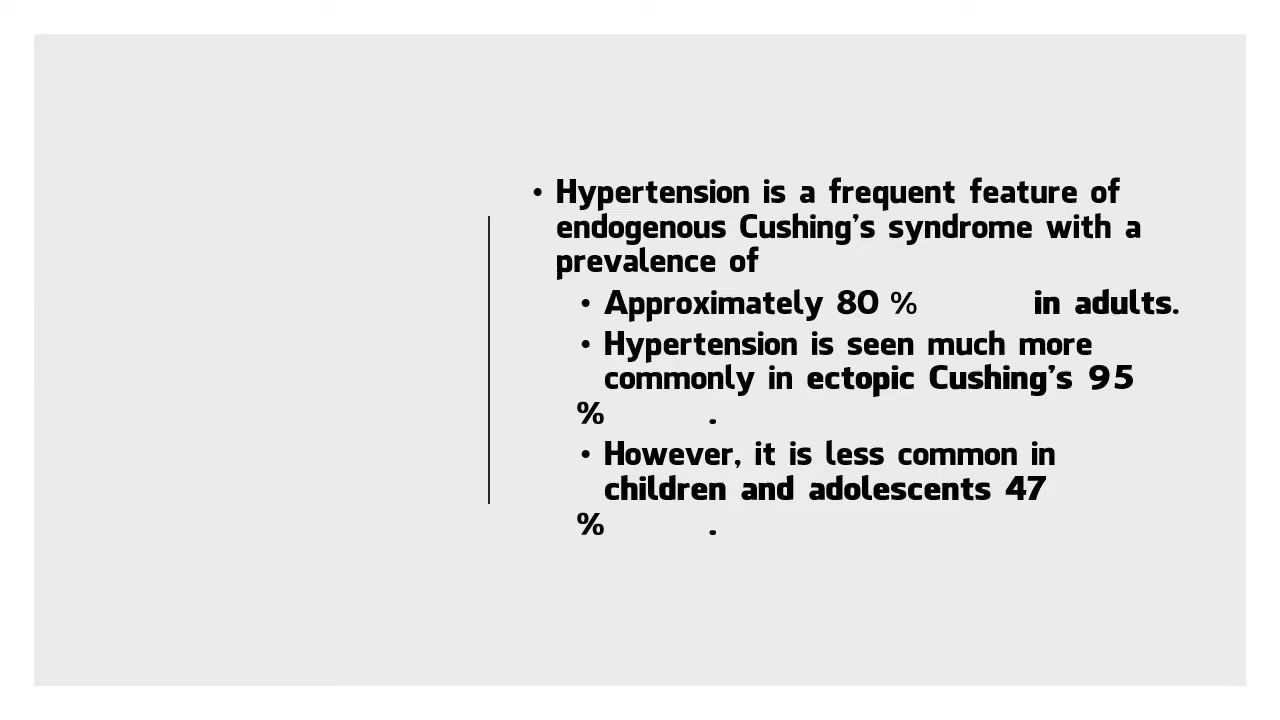 • Hypertension is a frequent feature of
endogenous Cushing’s syndrome with a
prevalence of
• Approximately 80 % in adults.
• Hypertension is seen much more
commonly in ectopic Cushing’s 95
% .
• However, it is less common in
children and adolescents 47
% .